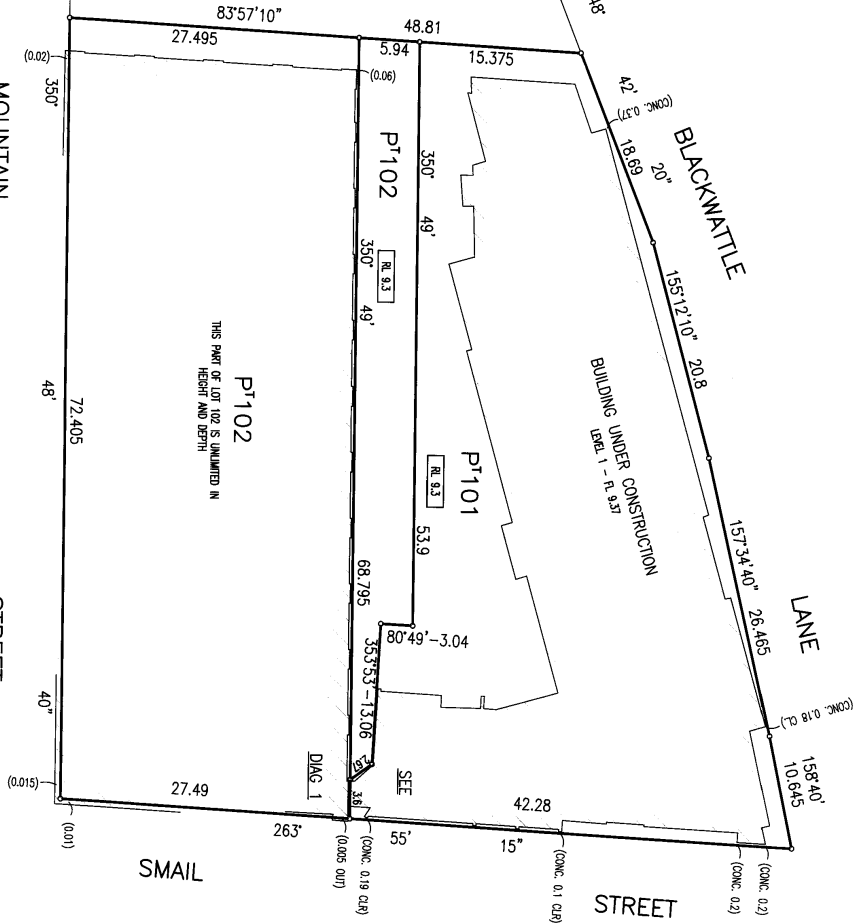 83°57'10"
48.81
27.495
5.94
15.375
(0.02)
(0.06)
350°
48'
40"
72.405
MOUNTAIN
STREET
48'
42'
20"
(CONC. 0.37)
18.69
BLACKWATTLE
LANE
155°12'10"
20.8
157°34'40"
26.465
(CONC. 0.18 CL.)
158°40'
10.645
PT102
RL 9.3
350°
49'
350°
49'
53.9
68.795
PT101
RL 9.3
BUILDING UNDER CONSTRUCTION
LEVEL 1 - FL 9.37
PT102
THIS PART OF LOT 102 IS UNLIMITED IN
HEIGHT AND DEPTH
80°49'-3.04
353°53'-13.06
2.67
3.6
SEE
DIAG 1
(0.015)
(0.01)
27.49
263°
55'
15"
42.28
(0.005 OUT)
(CONC. 0.19 CLR)
(CONC. 0.1 CLR)
(CONC. 0.2)
(CONC. 0.2)
SMAIL
STREET